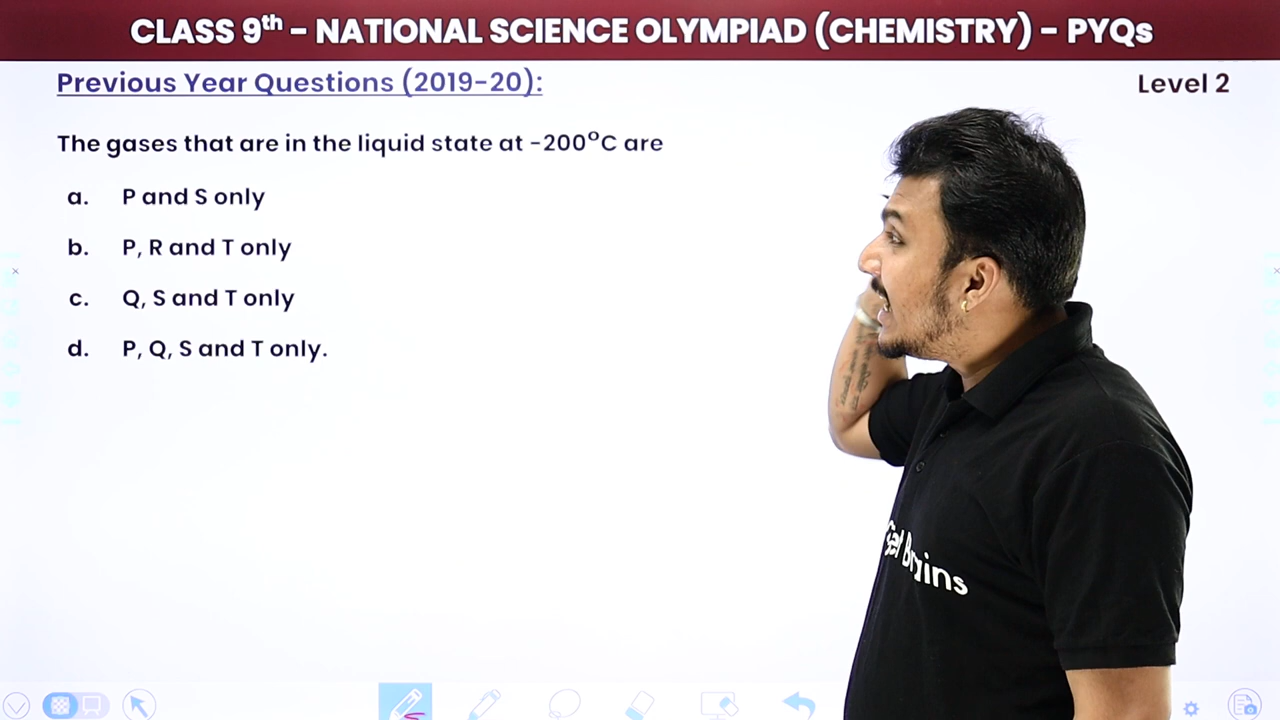 CLASS 9th – NATIONAL SCIENCE OLYMPIAD (CHEMISTRY) – PYQs
Previous Year Questions (2019-20):
Level 2
The gases that are in the liquid state at -200°C are
a. P and S only
b. P, R and T only
c. Q, S and T only
d. P, Q, S and T only.
Brains